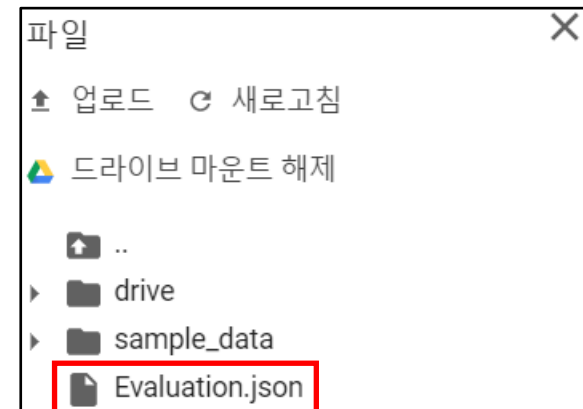 파일
업로드 새로고침
드라이브 마운트 해제
..
drive
sample_data
Evaluation.json